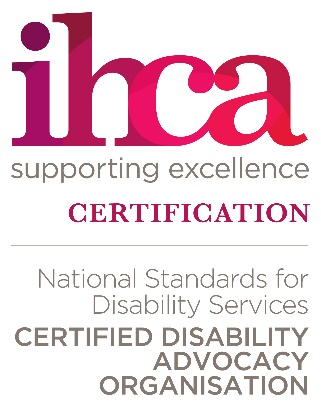 ihca
supporting excellence
CERTIFICATION
National Standards for
Disability Services
CERTIFIED DISABILITY
ADVOCACY
ORGANISATION